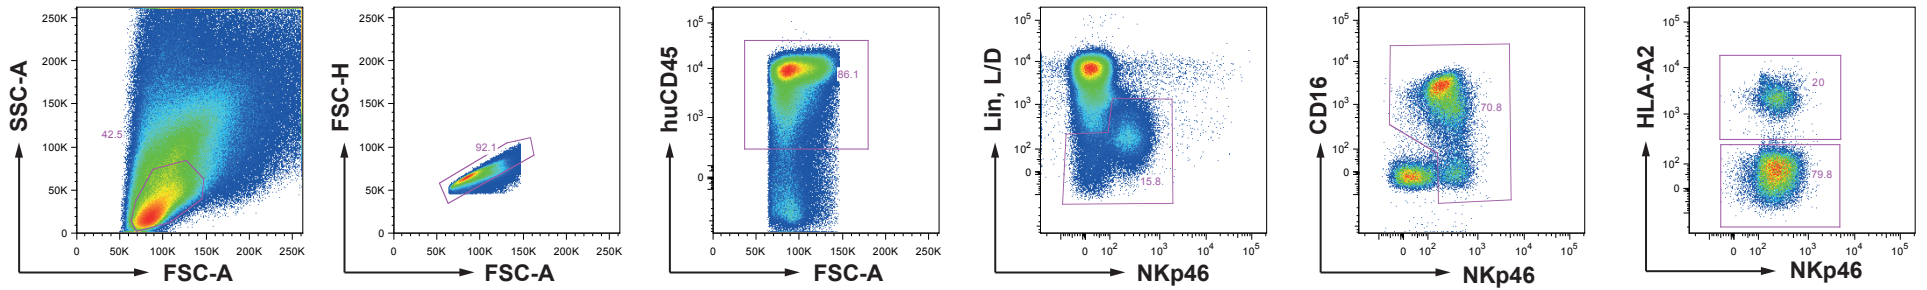 SSC-A
250K
200K
150K
100K
50K
0
42.5
0 50K 100K 150K 200K 250K
FSC-A
FSC-H
250K
200K
150K
100K
50K
0
92.1
0 50K 100K 150K 200K 250K
FSC-A
huCD45
10^5
10^4
10^3
0
86.1
0 50K 100K 150K 200K 250K
FSC-A
Lin, L/D
10^5
10^4
10^3
10^2
0
15.8
0 10^2 10^3 10^4 10^5
NKp46
CD16
10^5
10^4
10^3
10^2
0
70.8
0 10^2 10^3 10^4 10^5
NKp46
HLA-A2
10^5
10^4
10^3
10^2
0
20
79.8
0 10^2 10^3 10^4 10^5
NKp46